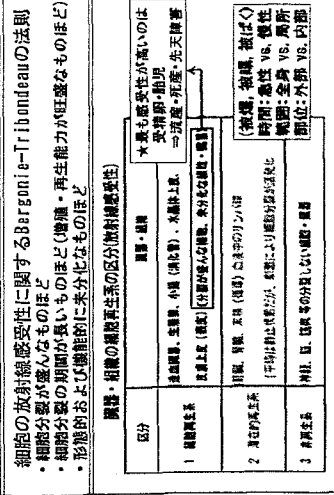 細胞の放射線感受性に関するBergonie-Tribondeauの法則
・細胞分裂が盛んなものほど
・細胞分裂の期間が長いものほど(増殖・再生能力が旺盛なものほど)
・形態的および機能的に未分化なものほど
臓器・組織の細胞再生系の区分(放射線感受性)
区分
臓器・組織
★最も感受性が高いのは
受精卵・胎児
⇒流産・死産・先天障害
1 細胞再生系
造血臓器、生殖腺、小腸(消化管)、水晶体上皮、
皮膚上皮(表皮)(分裂が盛んな細胞、未分化な細胞・臓器)
2 潜在的再生系
肝臓、腎臓、末梢(循環)血液中のリンパ球
(平時は静止状態だが、刺激により細胞分裂が活発化
3 非再生系
神経、脳、筋肉等の分裂しない細胞・臓器
(被爆、被曝、被ばく)
時間:急性 vs. 慢性
範囲:全身 vs. 局所
部位:外部 vs. 内部